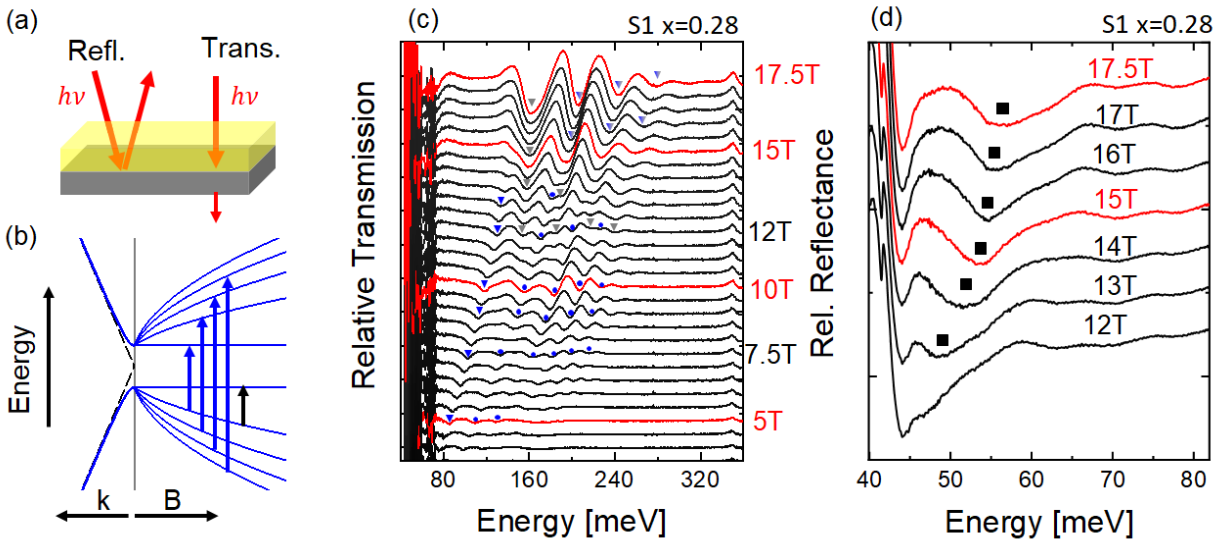 (a)
Refl.
Trans.
hν
hν
(b)
Energy
k
B
(c)
S1 x=0.28
Relative Transmission
17.5T
15T
12T
10T
7.5T
5T
80
160
240
320
Energy [meV]
(d)
S1 x=0.28
Rel. Reflectance
17.5T
17T
16T
15T
14T
13T
12T
40
50
60
70
80
Energy [meV]